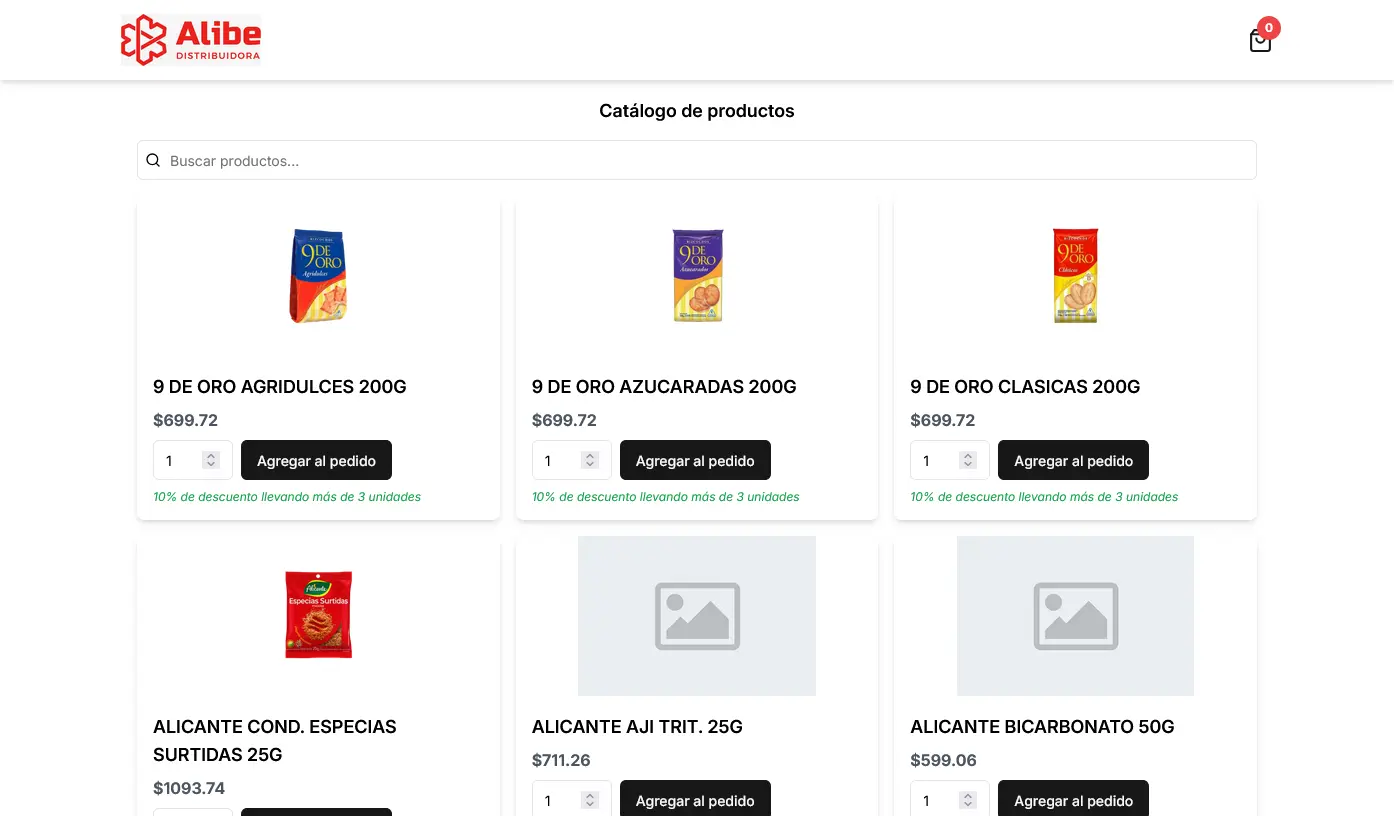 Alibe
DISTRIBUIDORA
0
Catálogo de productos
Buscar productos...
9 DE ORO
Agridulces
9 DE ORO
Azucarados
9 DE ORO
Clásicos
9 DE ORO AGRIDULCES 200G
9 DE ORO AZUCARADAS 200G
9 DE ORO CLASICAS 200G
$699.72
$699.72
$699.72
1
Agregar al pedido
1
Agregar al pedido
1
Agregar al pedido
10% de descuento llevando más de 3 unidades
10% de descuento llevando más de 3 unidades
10% de descuento llevando más de 3 unidades
Alicante
Especias Surtidas
ALICANTE COND. ESPECIAS
SURTIDAS 25G
ALICANTE AJI TRIT. 25G
ALICANTE BICARBONATO 50G
$1093.74
$711.26
$599.06
1
Agregar al pedido
1
Agregar al pedido